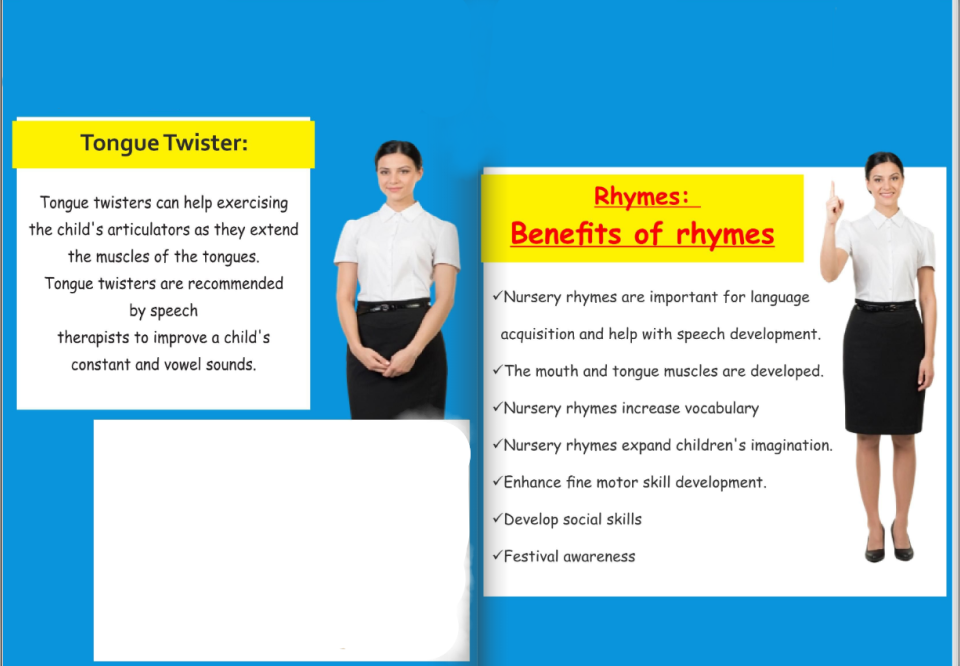 Tongue Twister:
Tongue twisters can help exercising
the child's articulators as they extend
the muscles of the tongues.
Tongue twisters are recommended
by speech
therapists to improve a child's
constant and vowel sounds.
Rhymes:
Benefits of rhymes
✓Nursery rhymes are important for language
acquisition and help with speech development.
✓The mouth and tongue muscles are developed.
✓Nursery rhymes increase vocabulary
✓Nursery rhymes expand children's imagination.
✓Enhance fine motor skill development.
✓Develop social skills
✓Festival awareness